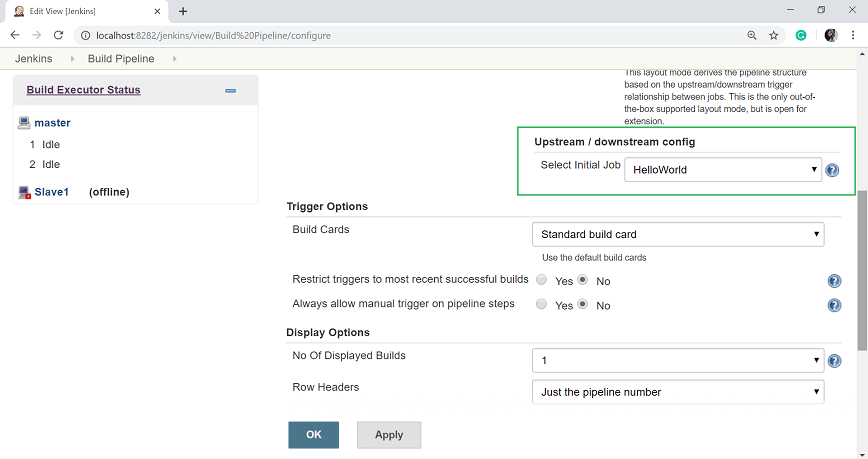 Edit View [Jenkins]
localhost:8282/jenkins/view/Build%20Pipeline/configure
Jenkins Build Pipeline
This layout mode derives the pipeline structure
based on the upstream/downstream trigger
relationship between jobs. This is the only out-of-
the-box supported layout mode, but is open for
extension.
Build Executor Status
master
1 Idle
2 Idle
Slave1 (offline)
Upstream / downstream config
Select Initial Job HelloWorld
Trigger Options
Build Cards Standard build card
Use the default build cards
Restrict triggers to most recent successful builds Yes No
Always allow manual trigger on pipeline steps Yes No
Display Options
No Of Displayed Builds 1
Row Headers Just the pipeline number
OK Apply